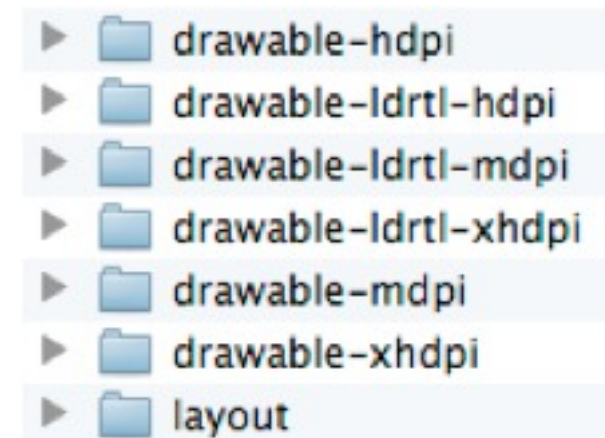 drawable-hdpi
drawable-ldrtl-hdpi
drawable-ldrtl-mdpi
drawable-ldrtl-xhdpi
drawable-mdpi
drawable-xhdpi
layout